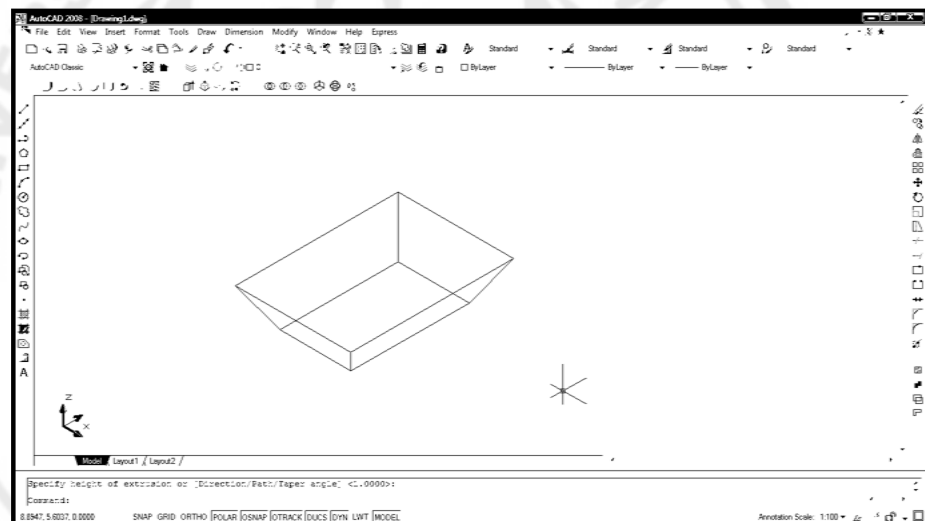 AutoCAD 2008 - [Drawing1.dwg]
File Edit View Insert Format Tools Draw Dimension Modify Window Help Express
Standard Standard Standard Standard
AutoCAD Classic ByLayer ByLayer ByLayer
Z
X
Model Layout1 Layout2
Specify height of extrusion or [Direction/Path/Taper angle] <1.0000>:
Command:
8.8947, 5.6037, 0.0000 SNAP GRID ORTHO POLAR OSNAP OTRACK DUCS DYN LWT MODEL Annotation Scale: 1:100